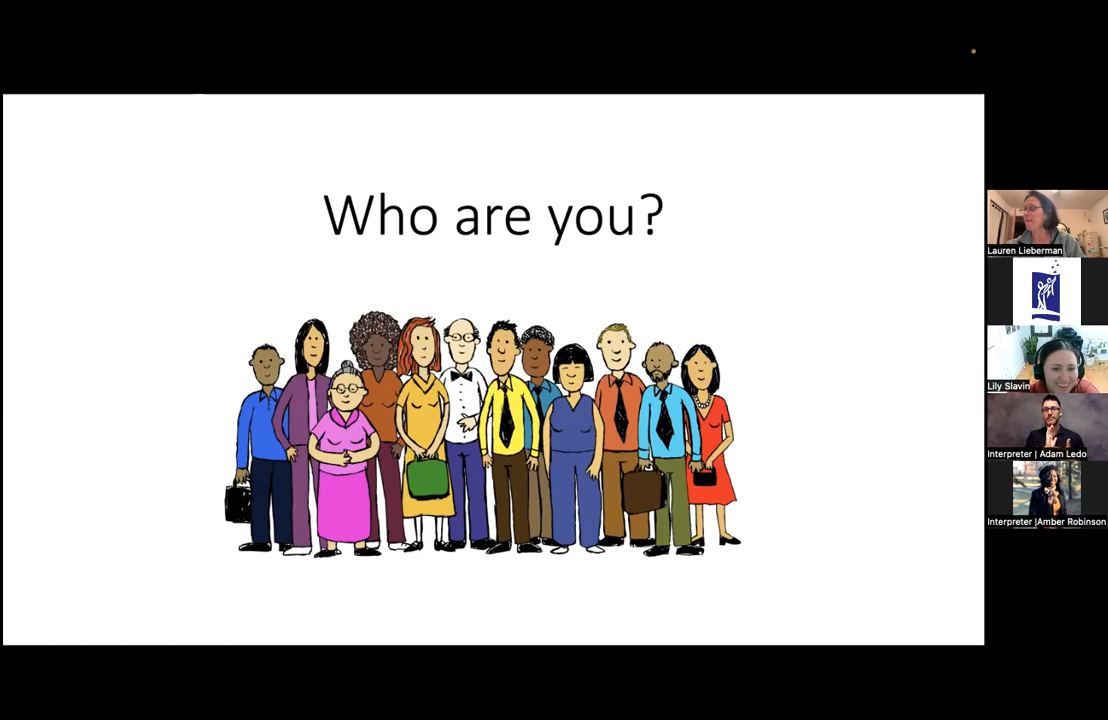 Who are you?
Lauren Lieberman
Lily Slavin
Interpreter | Adam Ledo
Interpreter |Amber Robinson